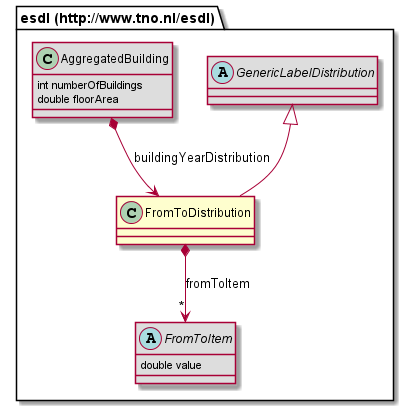 esdl (http://www.tno.nl/esdl)
C AggregatedBuilding
int numberOfBuildings
double floorArea
A GenericLabelDistribution
buildingYearDistribution
C FromToDistribution
fromToItem
*
A FromToItem
double value